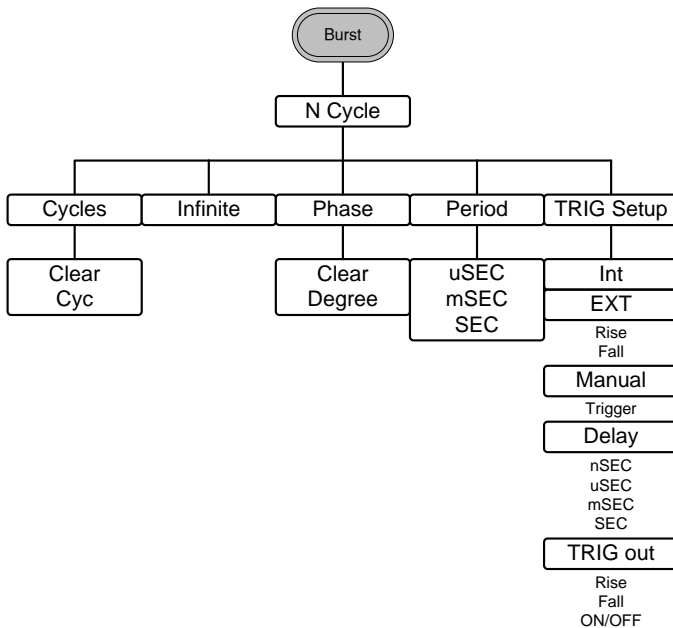 Burst
N Cycle
Cycles
Infinite
Phase
Period
TRIG Setup
Clear
Cyc
Clear
Degree
uSEC
mSEC
SEC
Int
EXT
Rise
Fall
Manual
Trigger
Delay
nSEC
uSEC
mSEC
SEC
TRIG out
Rise
Fall
ON/OFF